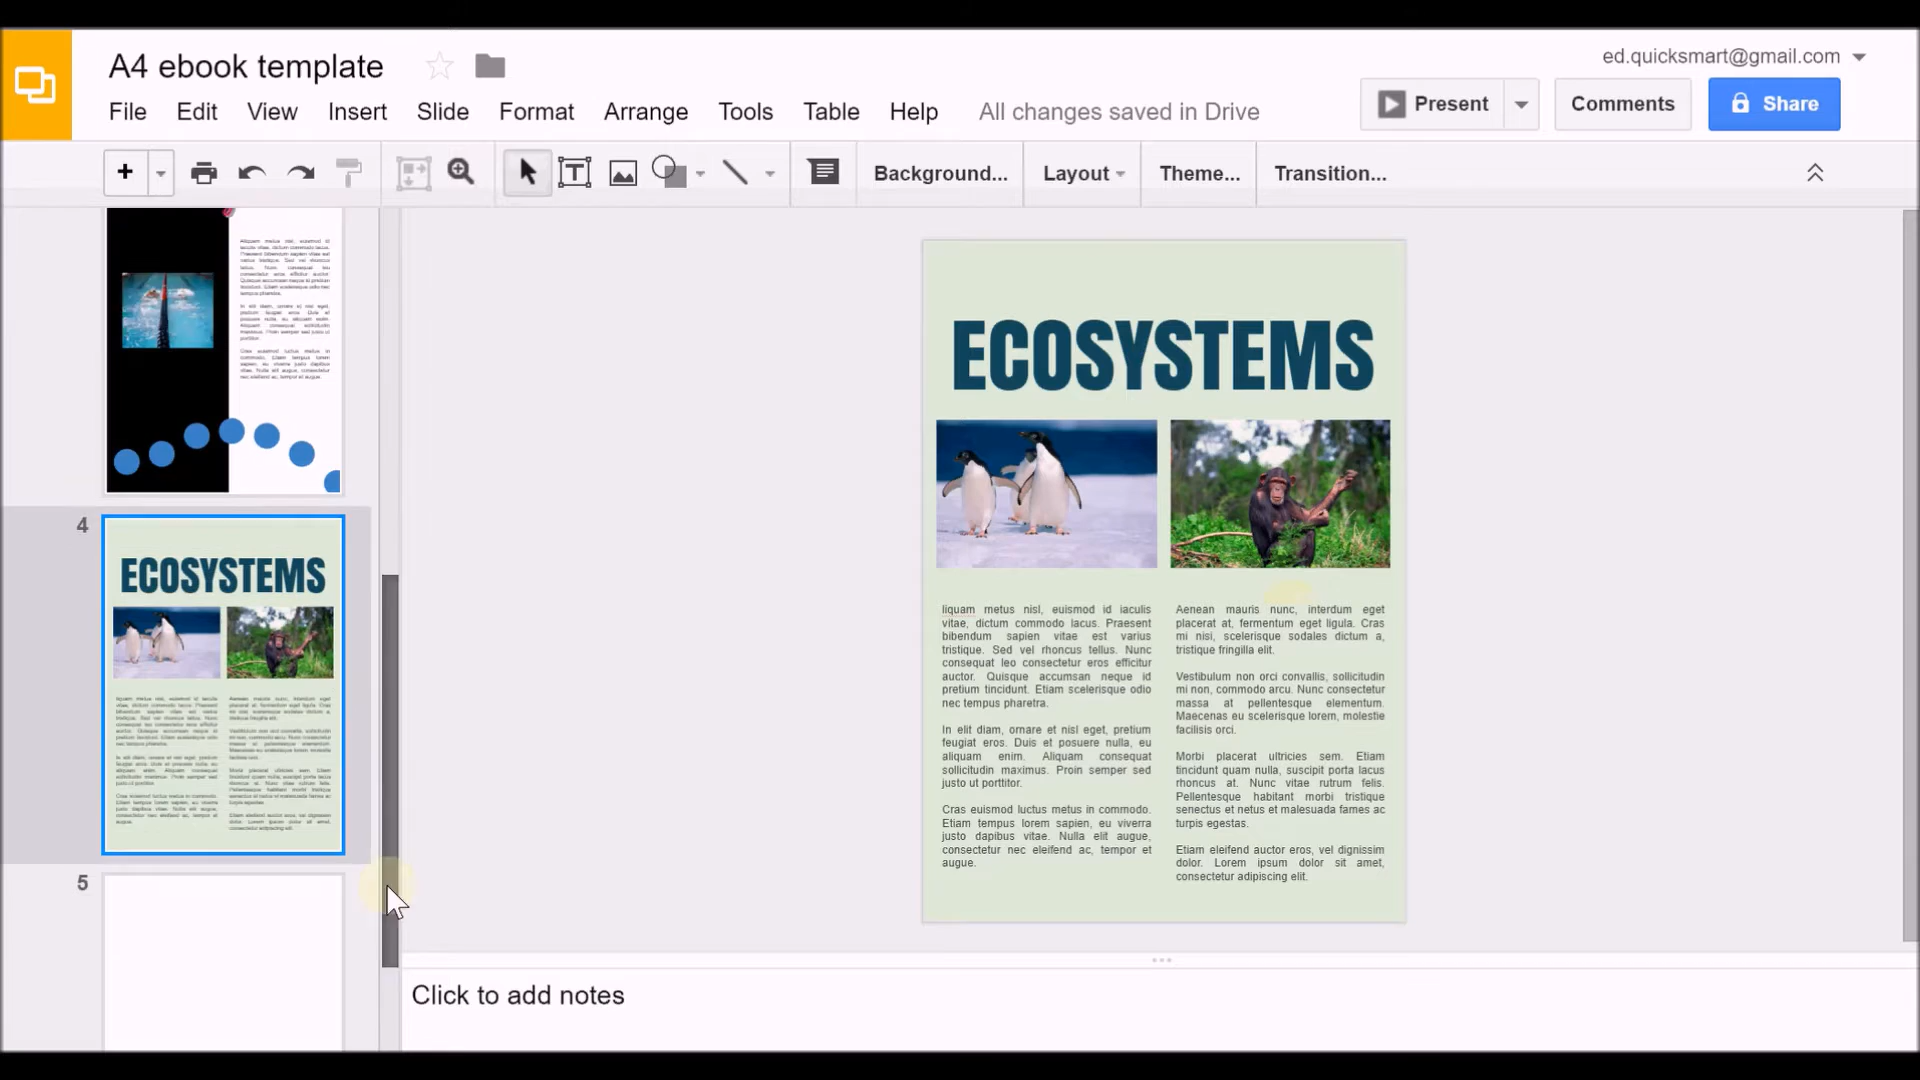 A4 ebook template
ed.quicksmart@gmail.com
File Edit View Insert Slide Format Arrange Tools Table Help All changes saved in Drive
Present Comments Share
Background... Layout Theme... Transition...
4
ECOSYSTEMS
5
ECOSYSTEMS
liquam metus nisl, euismod id iaculis
vitae, dictum commodo lacus. Praesent
bibendum sapien vitae est varius
tristique. Sed vel rhoncus tellus. Nunc
consequat leo consectetur eros efficitur
auctor. Quisque accumsan neque id
pretium tincidunt. Etiam scelerisque odio
nec tempus pharetra.
In elit diam, ornare et nisl eget, pretium
feugiat eros. Duis et posuere nulla, eu
aliquam enim. Aliquam consequat
sollicitudin maximus. Proin semper sed
justo ut porttitor.
Cras euismod luctus metus in commodo.
Etiam tempus lorem sapien, eu viverra
justo dapibus vitae. Nulla elit augue,
consectetur nec eleifend ac, tempor et
augue.
Aenean mauris nunc, interdum eget
placerat at, fermentum eget ligula. Cras
mi nisi, scelerisque sodales dictum a,
tristique fringilla elit.
Vestibulum non orci convallis, sollicitudin
mi non, commodo arcu. Nunc consectetur
massa at pellentesque elementum.
Maecenas eu scelerisque lorem, molestie
facilisis orci.
Morbi placerat ultricies sem. Etiam
tincidunt quam nulla, suscipit porta lacus
rhoncus at. Nunc vitae rutrum felis.
Pellentesque habitant morbi tristique
senectus et netus et malesuada fames ac
turpis egestas.
Etiam eleifend auctor eros, vel dignissim
dolor. Lorem ipsum dolor sit amet,
consectetur adipiscing elit.
Click to add notes